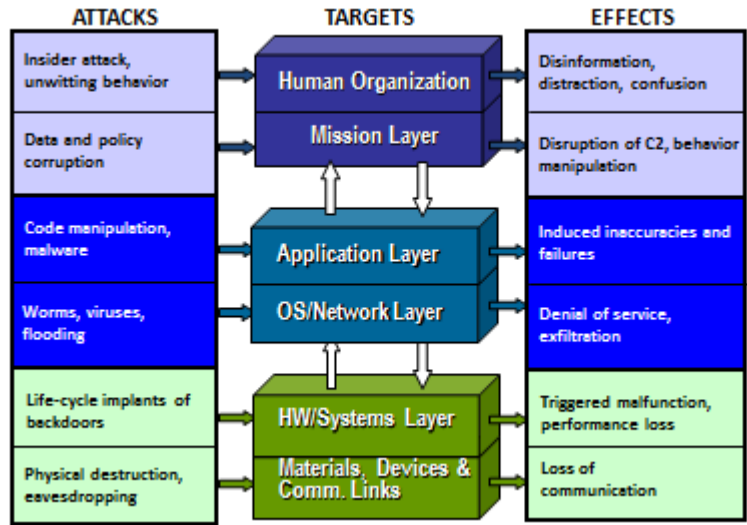 ATTACKS
TARGETS
EFFECTS
Insider attack,
unwitting behavior
Human Organization
Disinformation,
distraction, confusion
Data and policy
corruption
Mission Layer
Disruption of C2, behavior
manipulation
Code manipulation,
malware
Application Layer
Induced inaccuracies and
failures
Worms, viruses,
flooding
OS/Network Layer
Denial of service,
exfiltration
Life-cycle implants of
backdoors
HW/Systems Layer
Triggered malfunction,
performance loss
Physical destruction,
eavesdropping
Materials, Devices &
Comm. Links
Loss of
communication